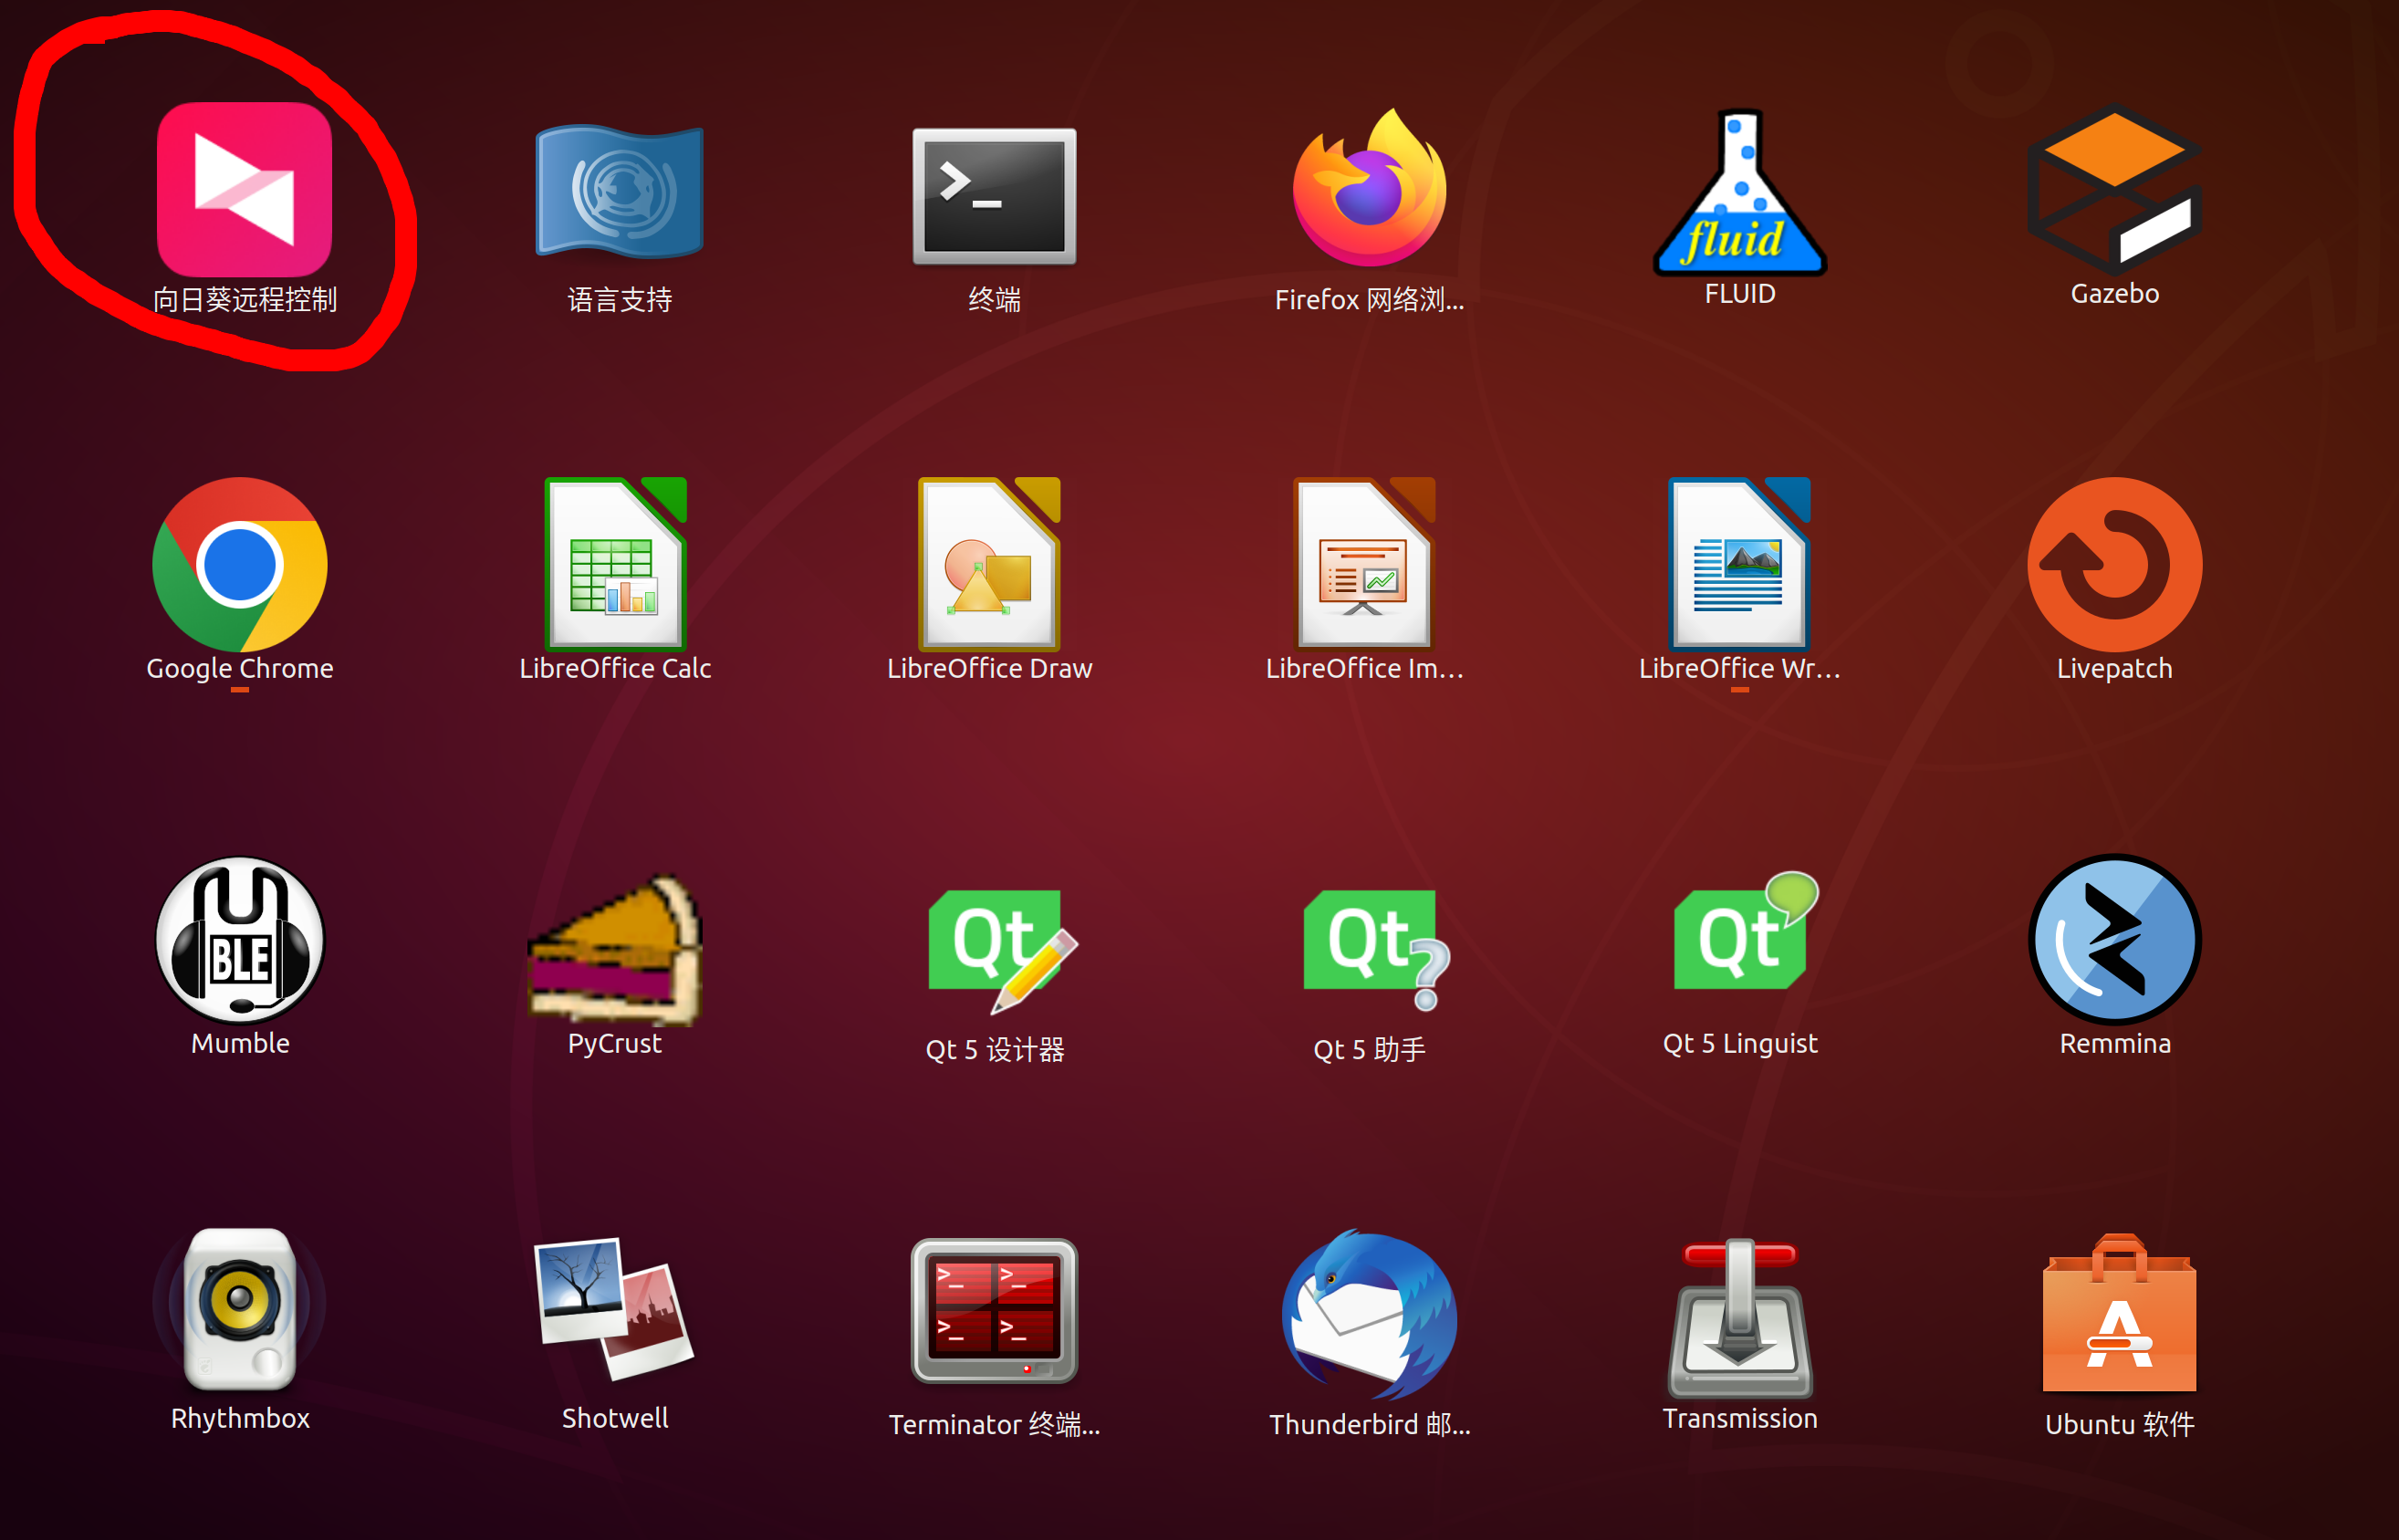 向日葵远程控制
语言支持
>_
终端
Firefox 网络浏...
fluid
FLUID
Gazebo
Google Chrome
LibreOffice Calc
LibreOffice Draw
LibreOffice Im...
LibreOffice Wr...
Livepatch
BLE
Mumble
PyCrust
Qt
Qt 5 设计器
Qt
Qt 5 助手
Qt
Qt 5 Linguist
Remmina
Rhythmbox
Shotwell
>_ >_
>_ >_
Terminator 终端...
Thunderbird 邮...
Transmission
A
Ubuntu 软件